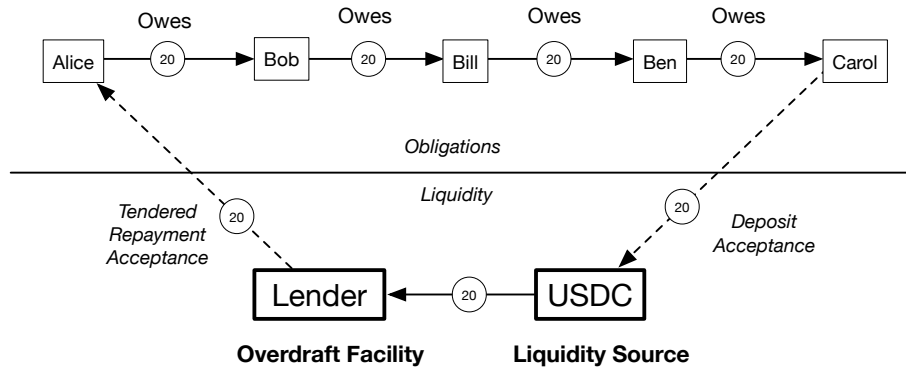 Owes Owes Owes Owes
Alice 20 Bob 20 Bill 20 Ben 20 Carol
Obligations
Liquidity
Tendered
Repayment
Acceptance
20
20
Deposit
Acceptance
Lender 20 USDC
Overdraft Facility Liquidity Source